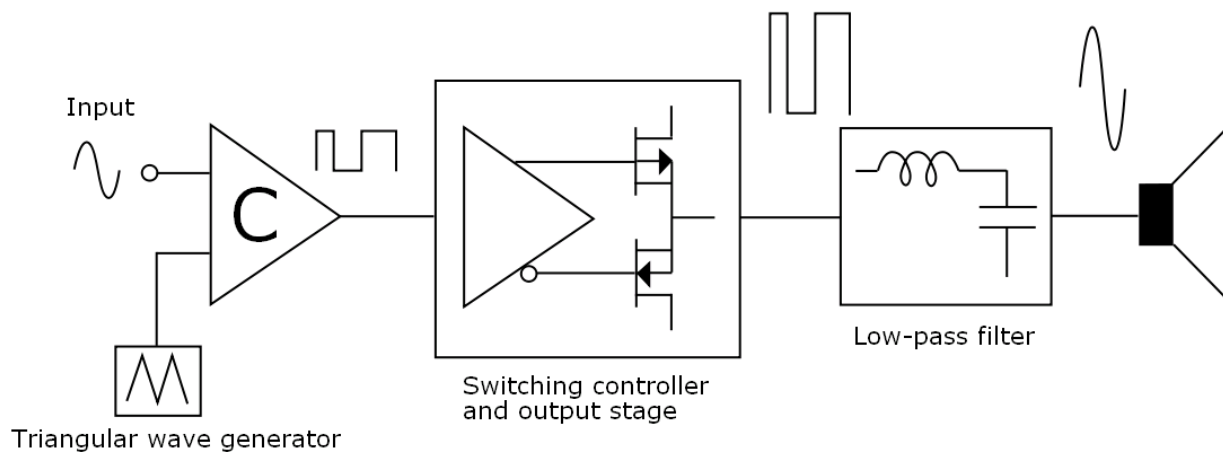 Input
C
Triangular wave generator
Switching controller
and output stage
Low-pass filter